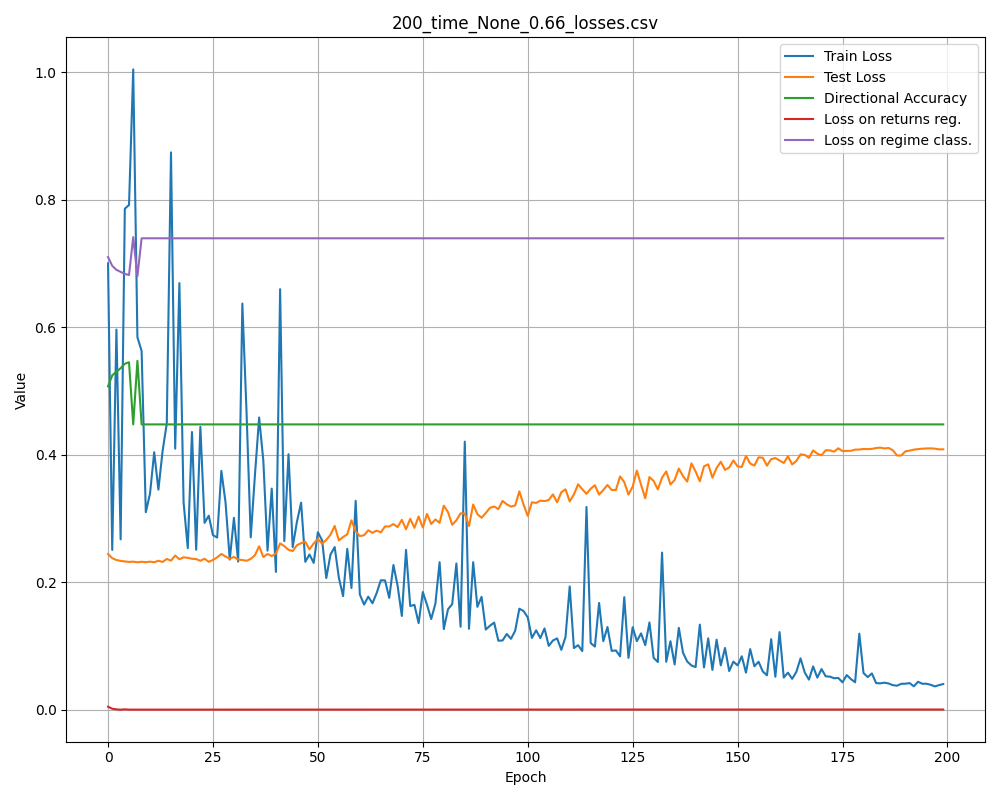 200_time_None_0.66_losses.csv
Train Loss
Test Loss
Directional Accuracy
Loss on returns reg.
Loss on regime class.
1.0
0.8
0.6
0.4
0.2
0.0
Value
0 25 50 75 100 125 150 175 200
Epoch